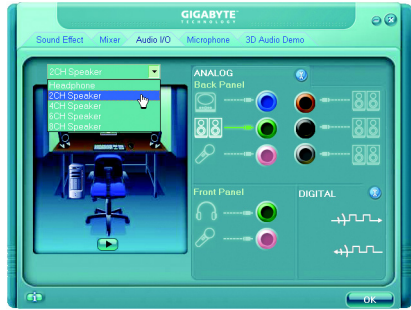 GIGABYTE
TECHNOLOGY
Sound Effect Mixer Audio I/O Microphone 3D Audio Demo
2CH Speaker
Headphone
2CH Speaker
4CH Speaker
6CH Speaker
8CH Speaker
ANALOG
Back Panel
Front Panel
DIGITAL
OK